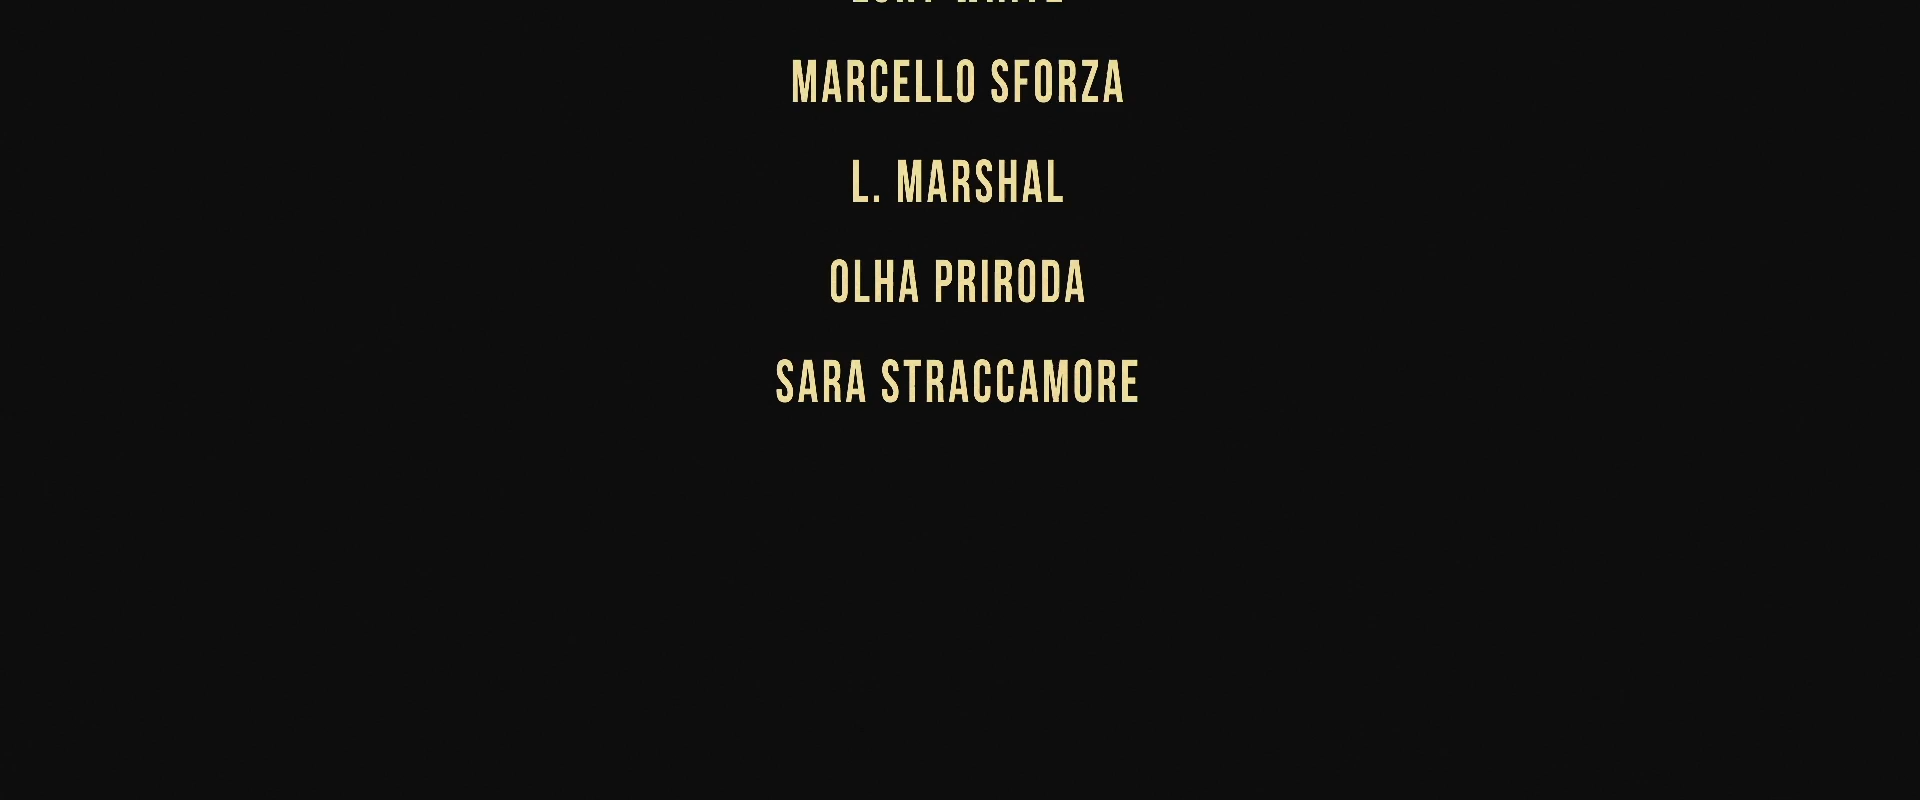 MARCELLO SFORZA
L. MARSHAL
OLHA PRIRODA
SARA STRACCAMORE